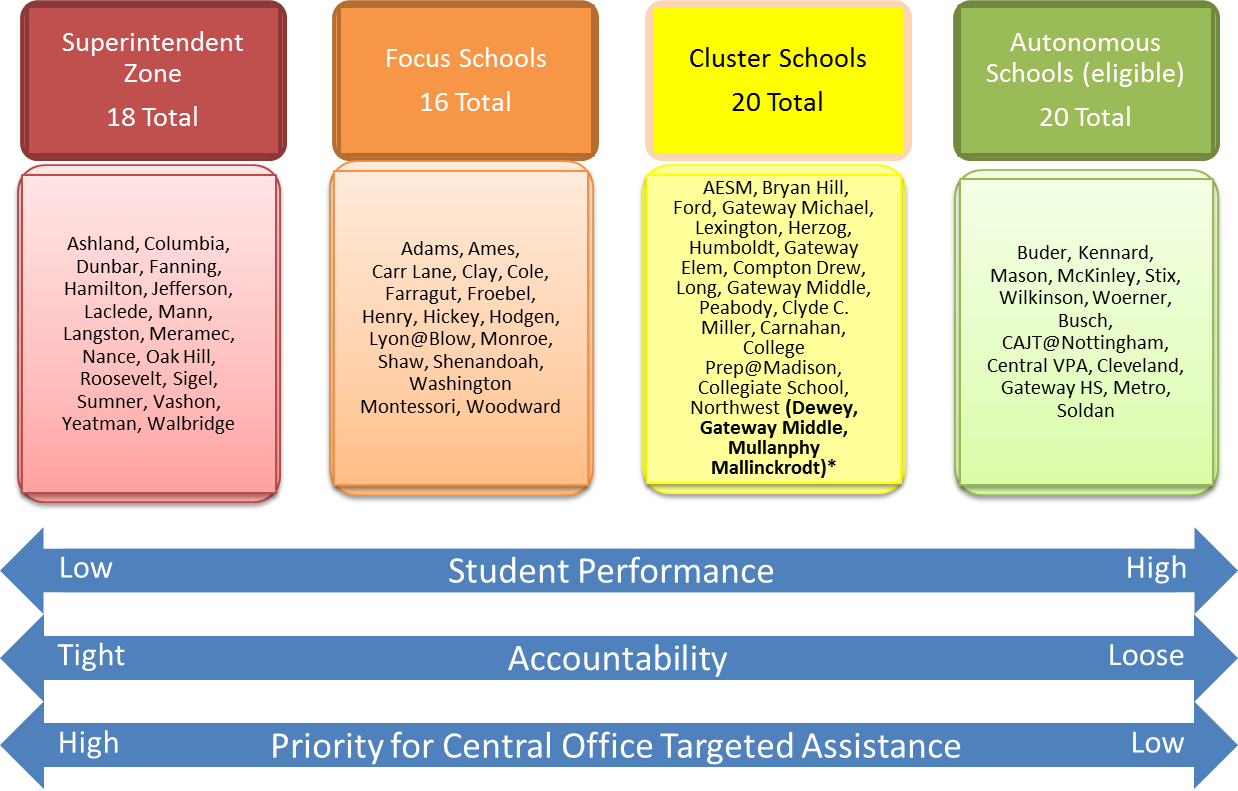 Superintendent
Zone
18 Total
Ashland, Columbia,
Dunbar, Fanning,
Hamilton, Jefferson,
Laclede, Mann,
Langston, Meramec,
Nance, Oak Hill,
Roosevelt, Sigel,
Sumner, Vashon,
Yeatman, Walbridge
Focus Schools
16 Total
Adams, Ames,
Carr Lane, Clay, Cole,
Farragut, Froebel,
Henry, Hickey, Hodgen,
Lyon@Blow, Monroe,
Shaw, Shenandoah,
Washington
Montessori, Woodward
Cluster Schools
20 Total
AESM, Bryan Hill,
Ford, Gateway Michael,
Lexington, Herzog,
Humboldt, Gateway
Elem, Compton Drew,
Long, Gateway Middle,
Peabody, Clyde C.
Miller, Carnahan,
College
Prep@Madison,
Collegiate School,
Northwest (Dewey,
Gateway Middle,
Mullanphy
Mallinckrodt)*
Autonomous
Schools (eligible)
20 Total
Buder, Kennard,
Mason, McKinley, Stix,
Wilkinson, Woerner,
Busch,
CAJT@Nottingham,
Central VPA, Cleveland,
Gateway HS, Metro,
Soldan
Low Student Performance High
Tight Accountability Loose
High Priority for Central Office Targeted Assistance Low